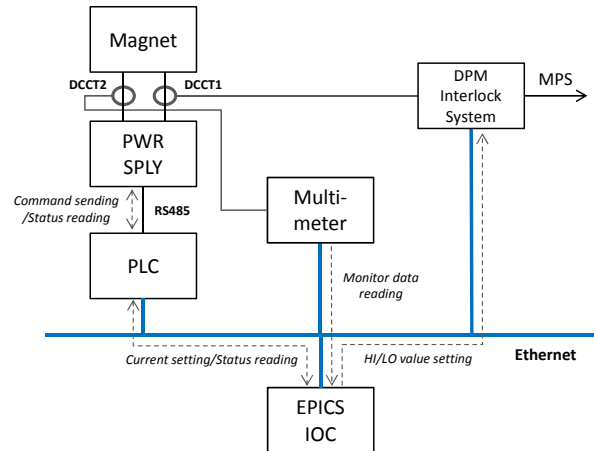 Magnet
DCCT2
DCCT1
DPM
Interlock
System
MPS
PWR
SPLY
Command sending
/Status reading
RS485
Multi-
meter
PLC
Monitor data
reading
Current setting/Status reading
HI/LO value setting
Ethernet
EPICS
IOC